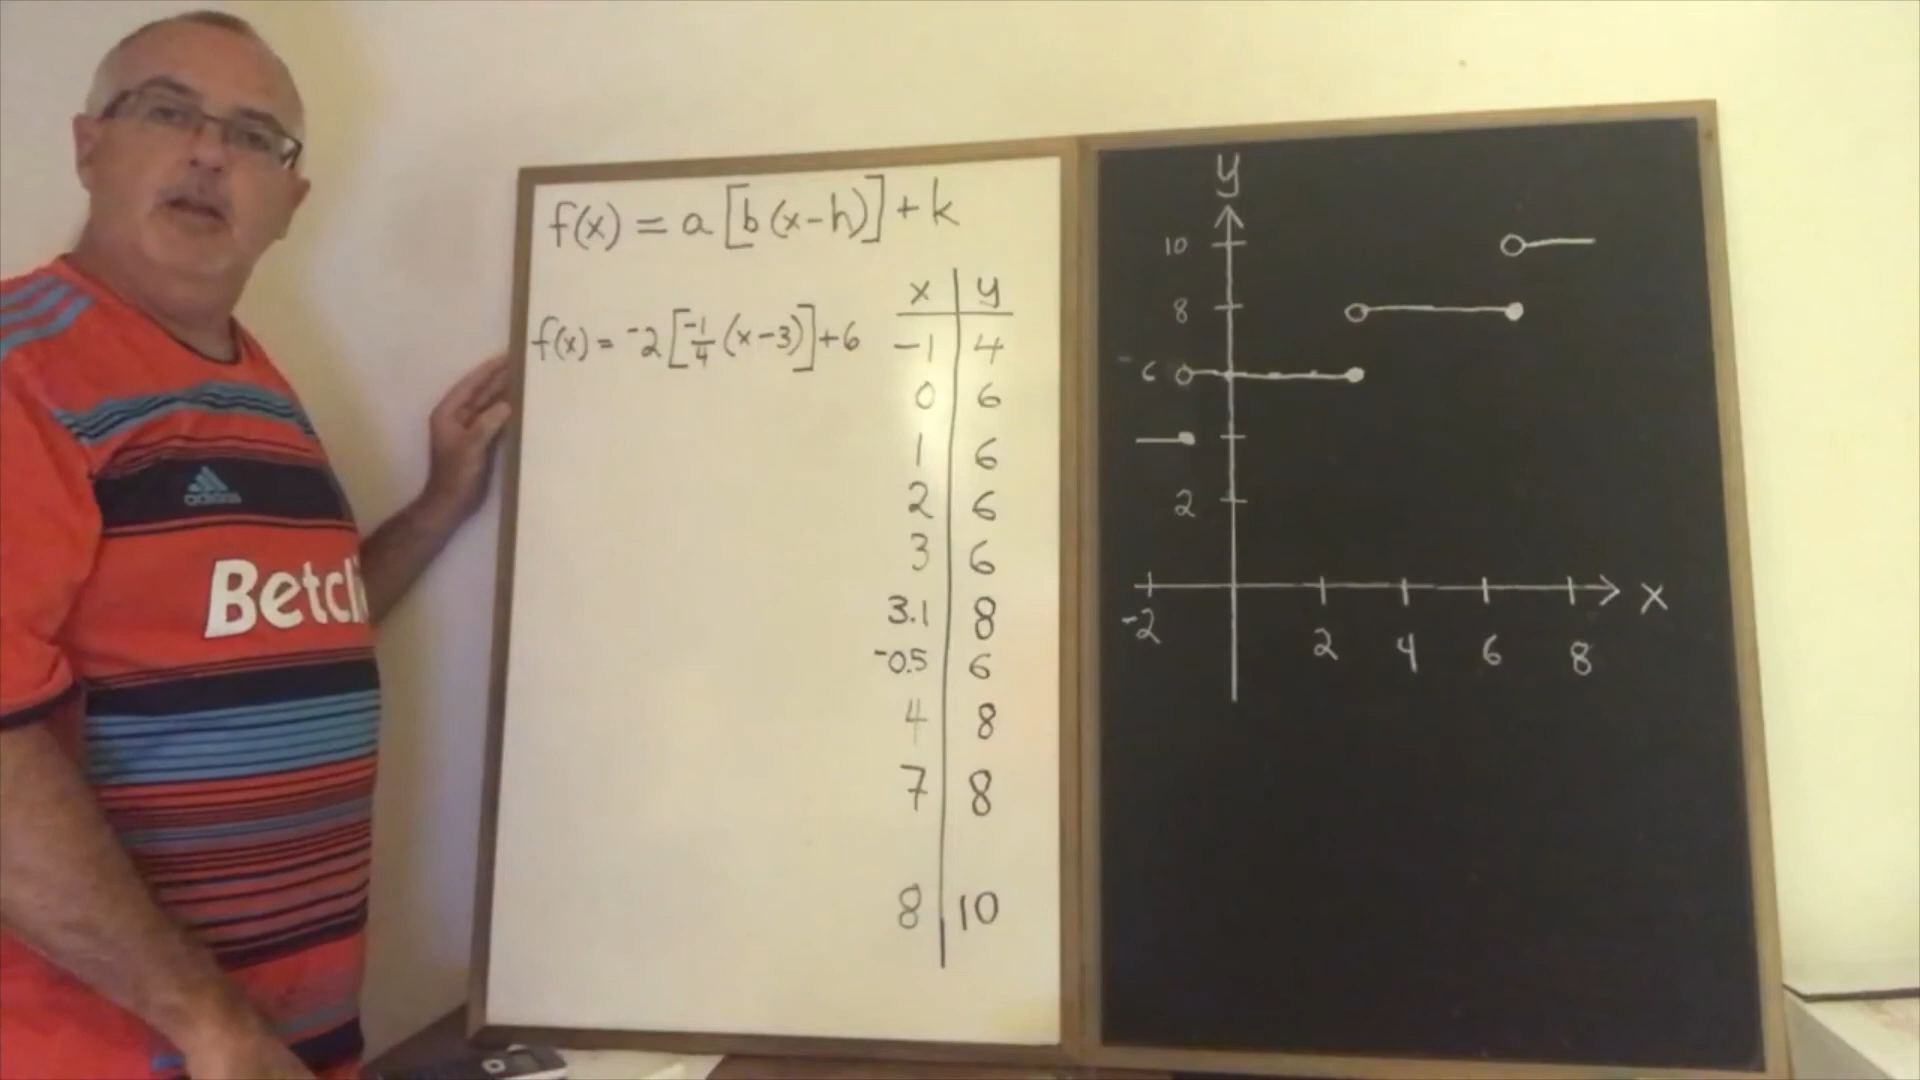 f(x) = a [b(x-h)] + k
f(x) = -2 [-1/4 (x-3)] + 6
x y
-1 4
0 6
1 6
2 6
3 6
3.1 8
-0.5 6
4 8
7 8
8 10
y
10
8
6
2
x
-2 2 4 6 8
adidas
Betcli